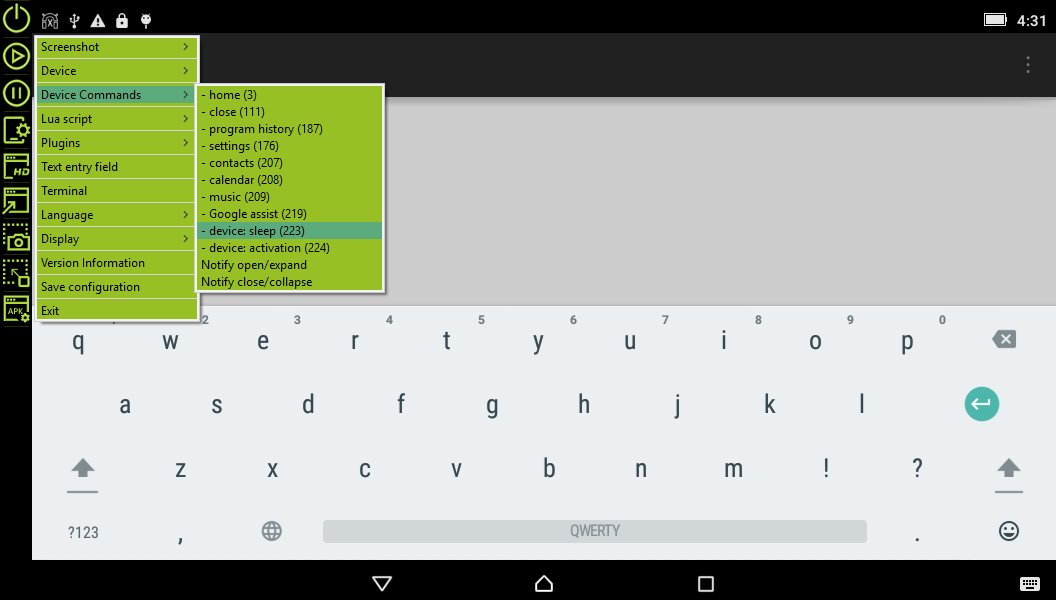 4:31
Screenshot
Device
Device Commands
Lua script
Plugins
Text entry field
Terminal
Language
Display
Version Information
Save configuration
Exit
- home (3)
- close (111)
- program history (187)
- settings (176)
- contacts (207)
- calendar (208)
- music (209)
- Google assist (219)
- device: sleep (223)
- device: activation (224)
Notify open/expand
Notify close/collapse
HD
APK
2 3 4 5 6 7 8 9 0
q w e r t y u i o p
a s d f g h j k l
z x c v b n m ! ?
?123 , QWERTY .